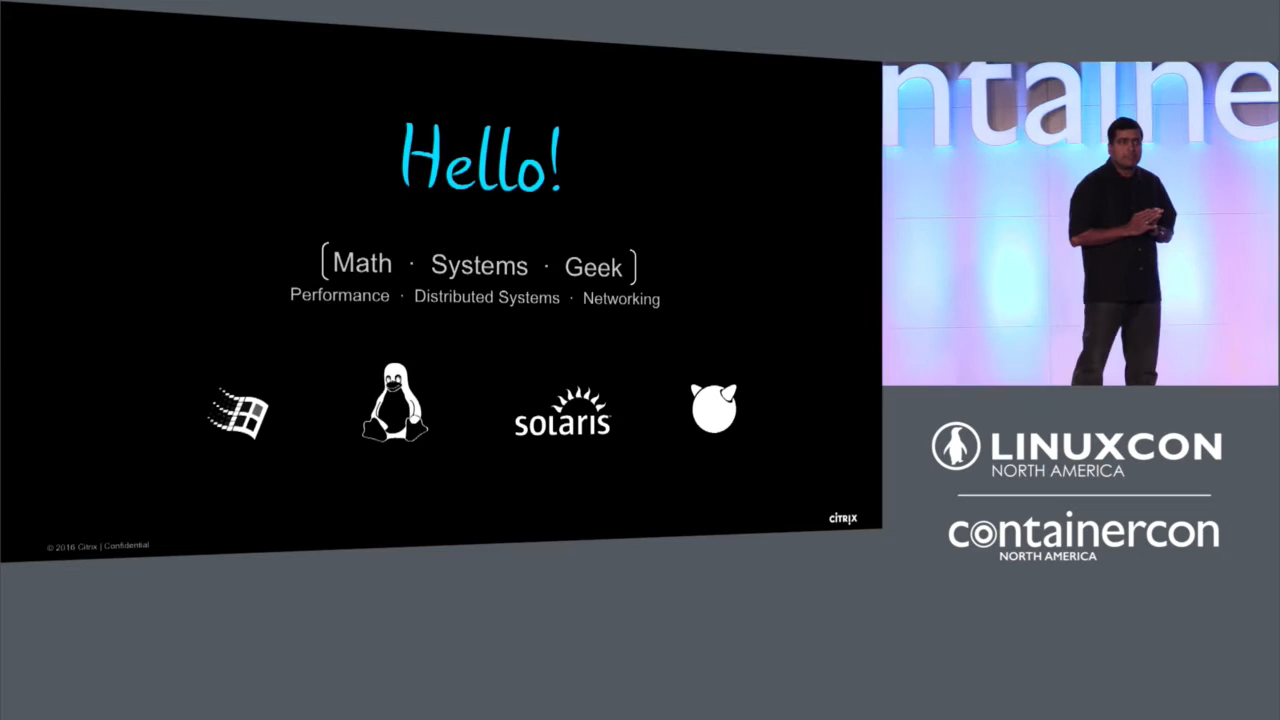 Hello!
Math · Systems · Geek
Performance · Distributed Systems · Networking
solaris
CITRIX
© 2016 Citrix | Confidential
ntaine
LINUXCON
NORTH AMERICA
containercon
NORTH AMERICA